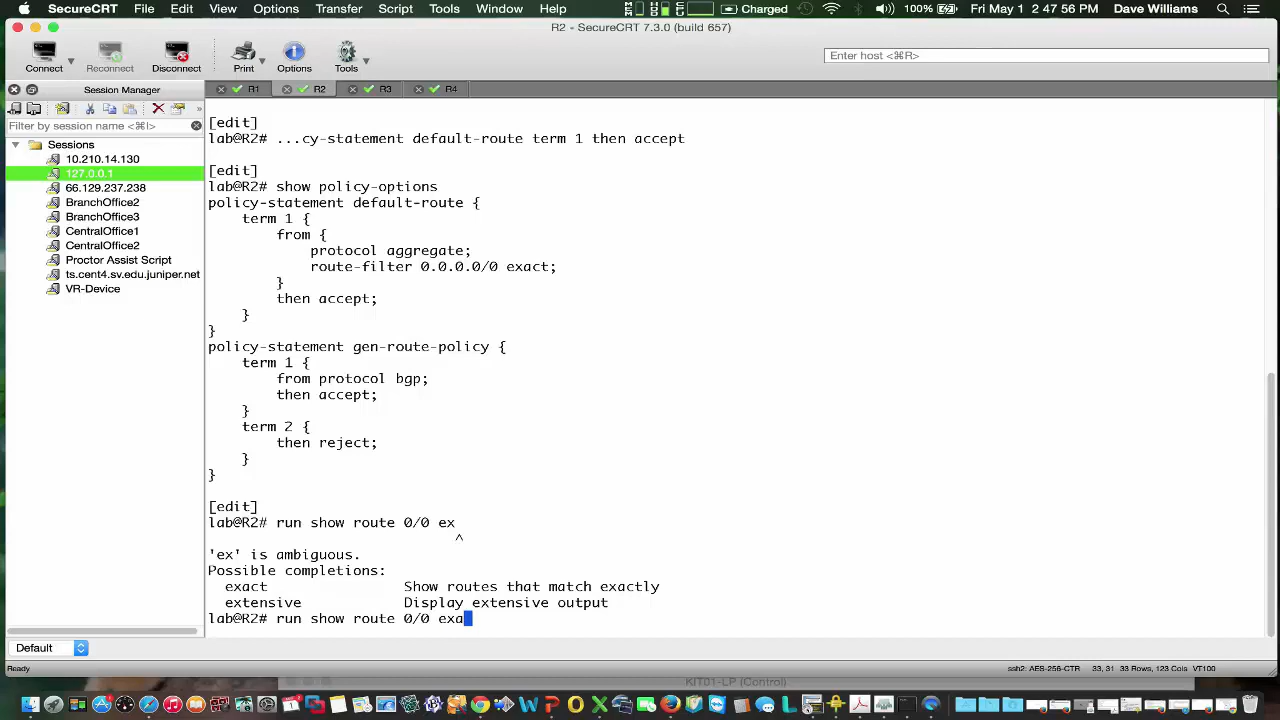 SecureCRT File Edit View Options Transfer Script Tools Window Help Charged 100% Fri May 1 2:47:56 PM Dave Williams
R2 - SecureCRT 7.3.0 (build 657)
Connect Reconnect Disconnect Print Options Tools
Enter host <⌘R>
Session Manager
R1 R2 R3 R4
Filter by session name <⌘I>
Sessions
10.210.14.130
127.0.0.1
66.129.237.238
BranchOffice2
BranchOffice3
CentralOffice1
CentralOffice2
Proctor Assist Script
ts.cent4.sv.edu.juniper.net
VR-Device
[edit]
lab@R2# ...cy-statement default-route term 1 then accept
[edit]
lab@R2# show policy-options
policy-statement default-route {
term 1 {
from {
protocol aggregate;
route-filter 0.0.0.0/0 exact;
}
then accept;
}
}
policy-statement gen-route-policy {
term 1 {
from protocol bgp;
then accept;
}
term 2 {
then reject;
}
}
[edit]
lab@R2# run show route 0/0 ex
^
'ex' is ambiguous.
Possible completions:
exact Show routes that match exactly
extensive Display extensive output
lab@R2# run show route 0/0 exa
Default
Ready
ssh2: AES-256-CTR 33, 31 33 Rows, 123 Cols VT100
KIT01-LP (Control)